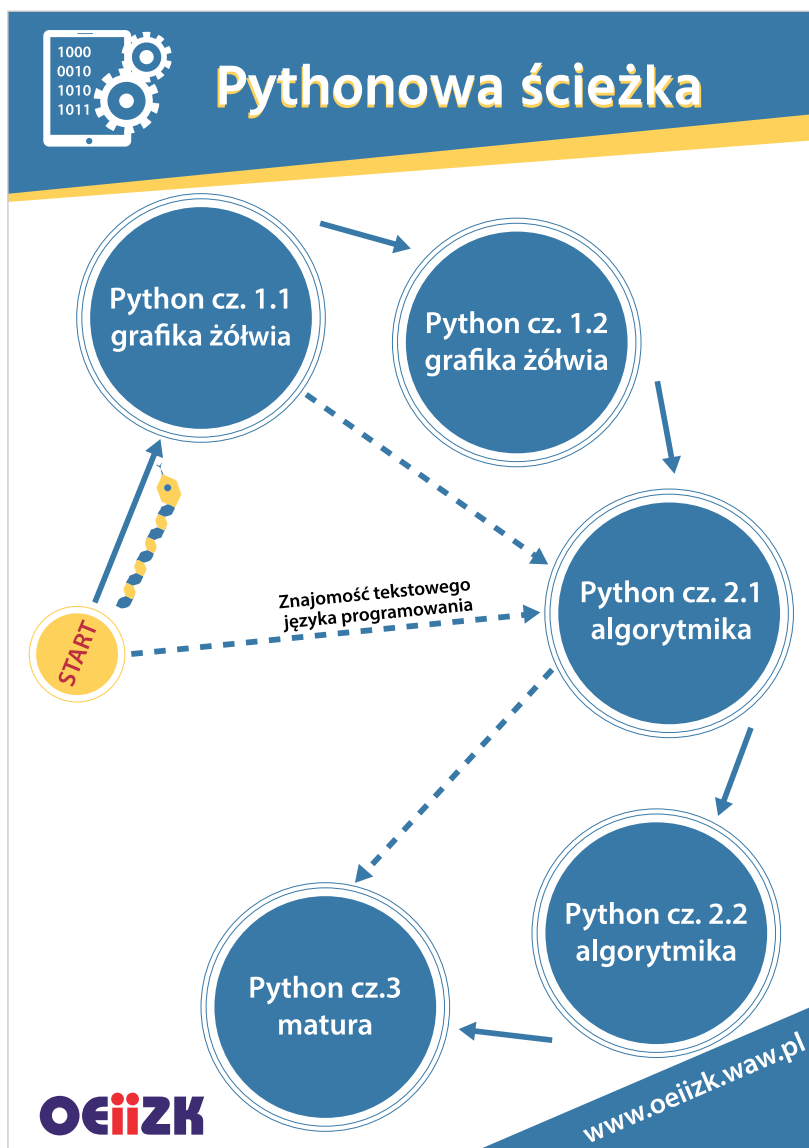 1000
0010
1010
1011
Pythonowa ścieżka
Python cz. 1.1
grafika żółwia
Python cz. 1.2
grafika żółwia
Znajomość tekstowego
języka programowania
START
Python cz. 2.1
algorytmika
Python cz. 2.2
algorytmika
Python cz.3
matura
OEiiZK
www.oeiizk.waw.pl